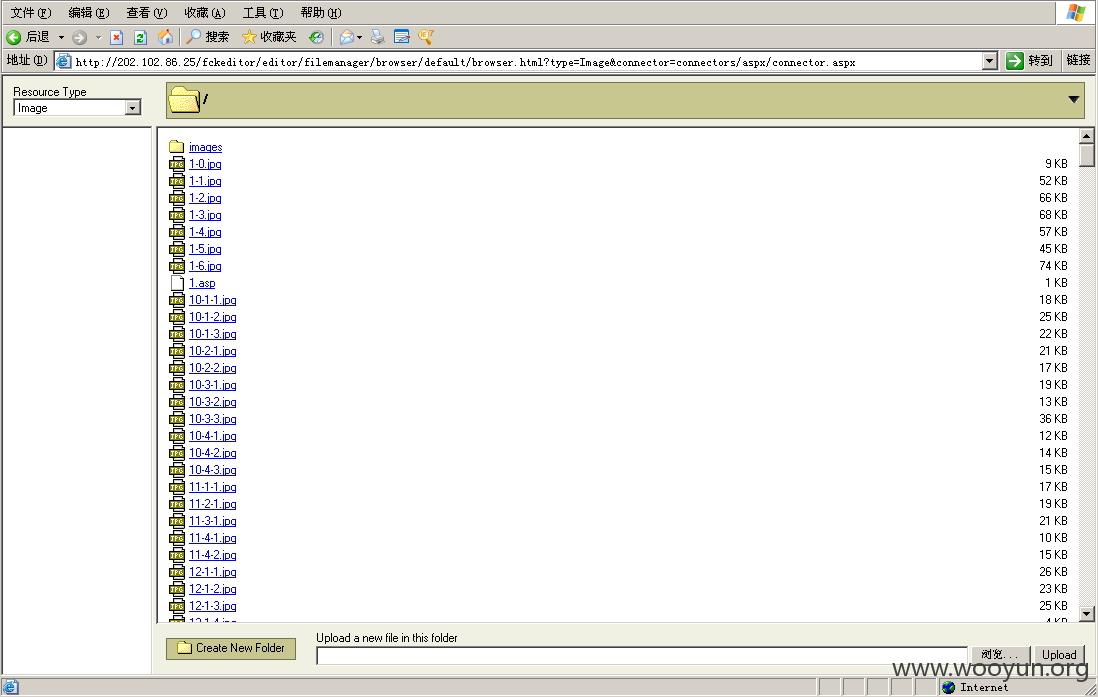 文件(F) 编辑(E) 查看(V) 收藏(A) 工具(T) 帮助(H)
后退 搜索 收藏夹
地址(D) http://202.102.86.25/fckeditor/editor/filemanager/browser/default/browser.html?type=Image&connector=connectors/aspx/connector.aspx 转到 链接
Resource Type
Image
/
images
1-0.jpg 9 KB
1-1.jpg 52 KB
1-2.jpg 66 KB
1-3.jpg 68 KB
1-4.jpg 57 KB
1-5.jpg 45 KB
1-6.jpg 74 KB
1.asp 1 KB
10-1-1.jpg 18 KB
10-1-2.jpg 25 KB
10-1-3.jpg 22 KB
10-2-1.jpg 21 KB
10-2-2.jpg 17 KB
10-3-1.jpg 19 KB
10-3-2.jpg 13 KB
10-3-3.jpg 36 KB
10-4-1.jpg 12 KB
10-4-2.jpg 14 KB
10-4-3.jpg 15 KB
11-1-1.jpg 17 KB
11-2-1.jpg 19 KB
11-3-1.jpg 21 KB
11-4-1.jpg 10 KB
11-4-2.jpg 15 KB
12-1-1.jpg 26 KB
12-1-2.jpg 23 KB
12-1-3.jpg 25 KB
Create New Folder
Upload a new file in this folder
浏览... Upload
www.wooyun.org
Internet